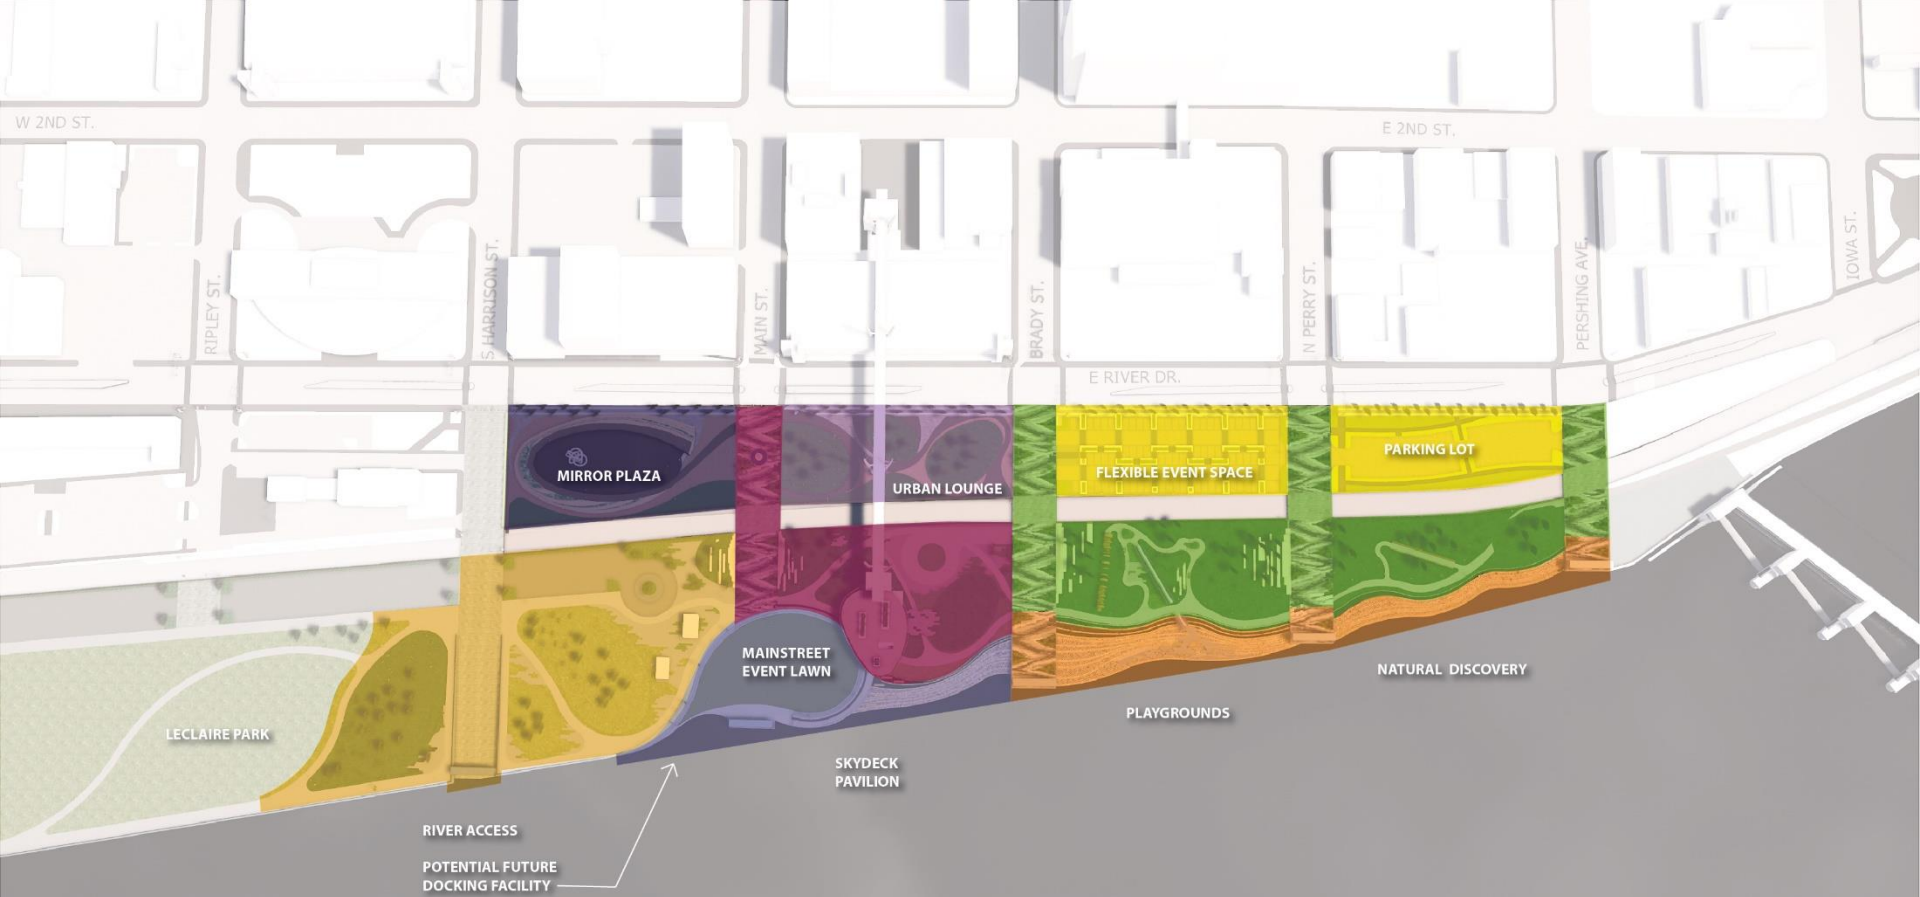 W 2ND ST.
E 2ND ST.
RIPLEY ST.
S HARRISON ST.
MAIN ST.
BRADY ST.
N PERRY ST.
PERSHING AVE.
IOWA ST.
E RIVER DR.
MIRROR PLAZA
URBAN LOUNGE
FLEXIBLE EVENT SPACE
PARKING LOT
MAINSTREET
EVENT LAWN
LECLAIRE PARK
NATURAL DISCOVERY
PLAYGROUNDS
SKYDECK
PAVILION
RIVER ACCESS
POTENTIAL FUTURE
DOCKING FACILITY